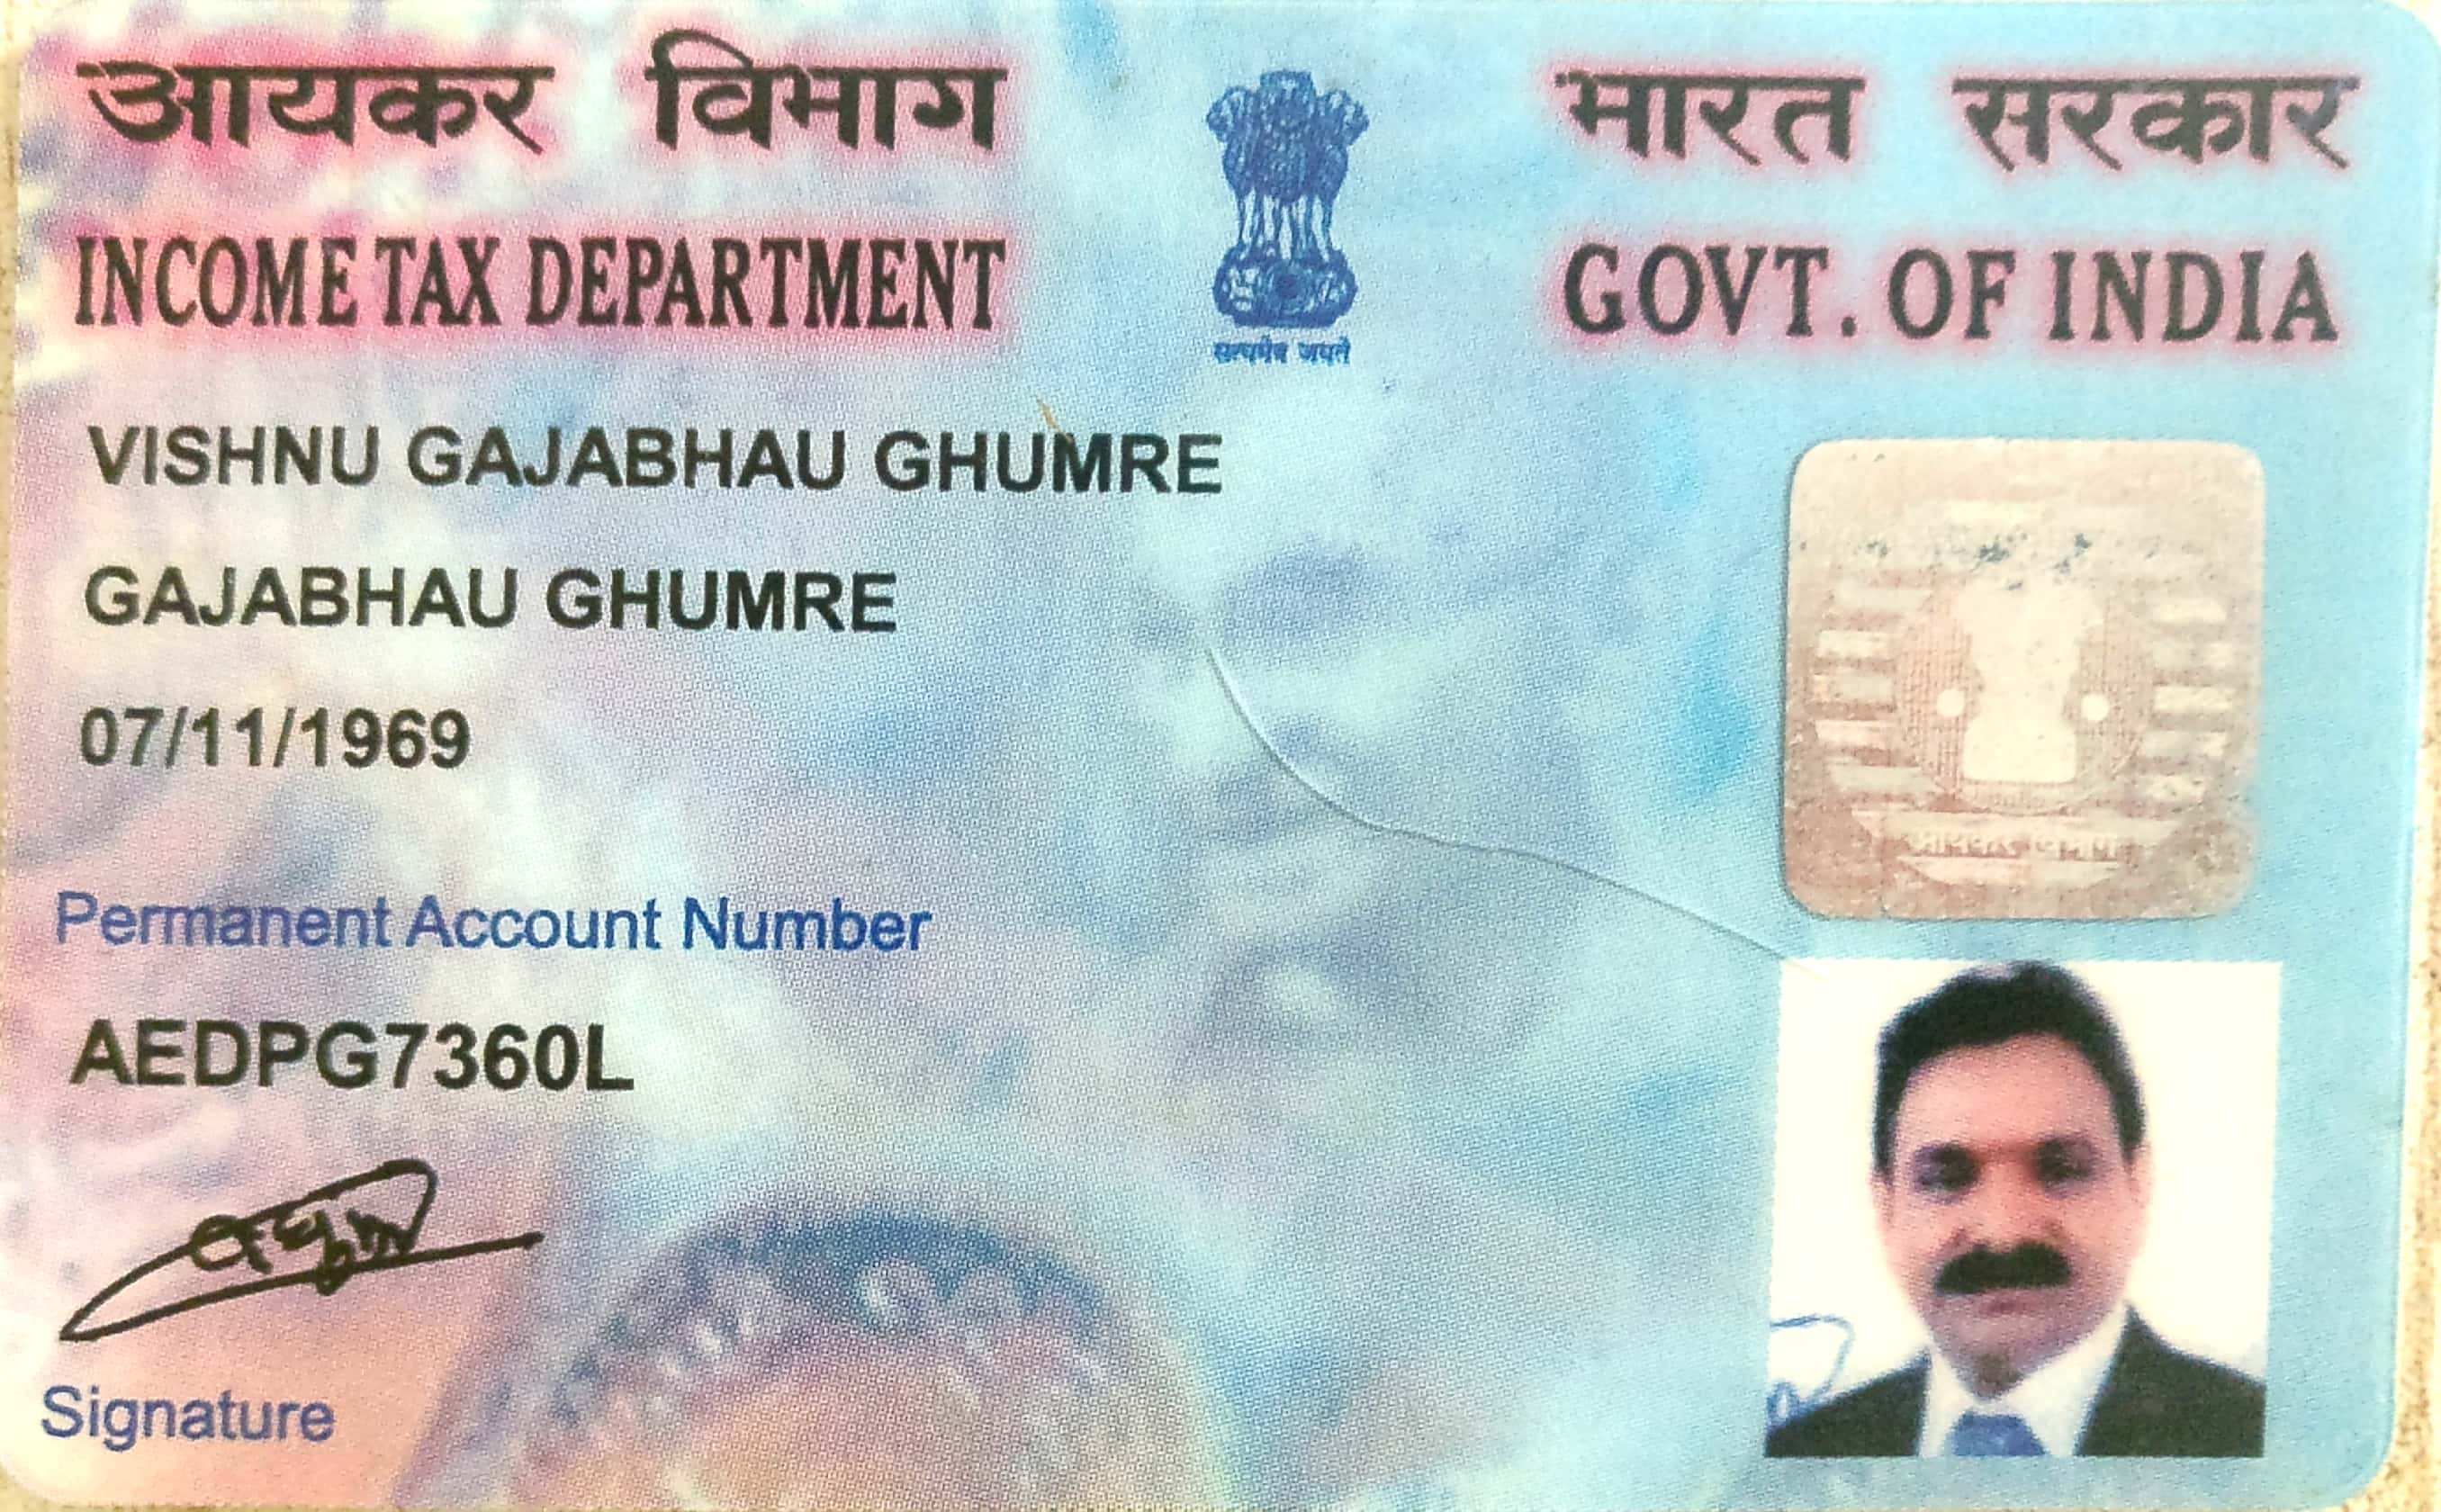 आयकर विभाग
INCOME TAX DEPARTMENT
सत्यमेव जयते
भारत सरकार
GOVT. OF INDIA
VISHNU GAJABHAU GHUMRE
GAJABHAU GHUMRE
07/11/1969
Permanent Account Number
AEDPG7360L
Signature